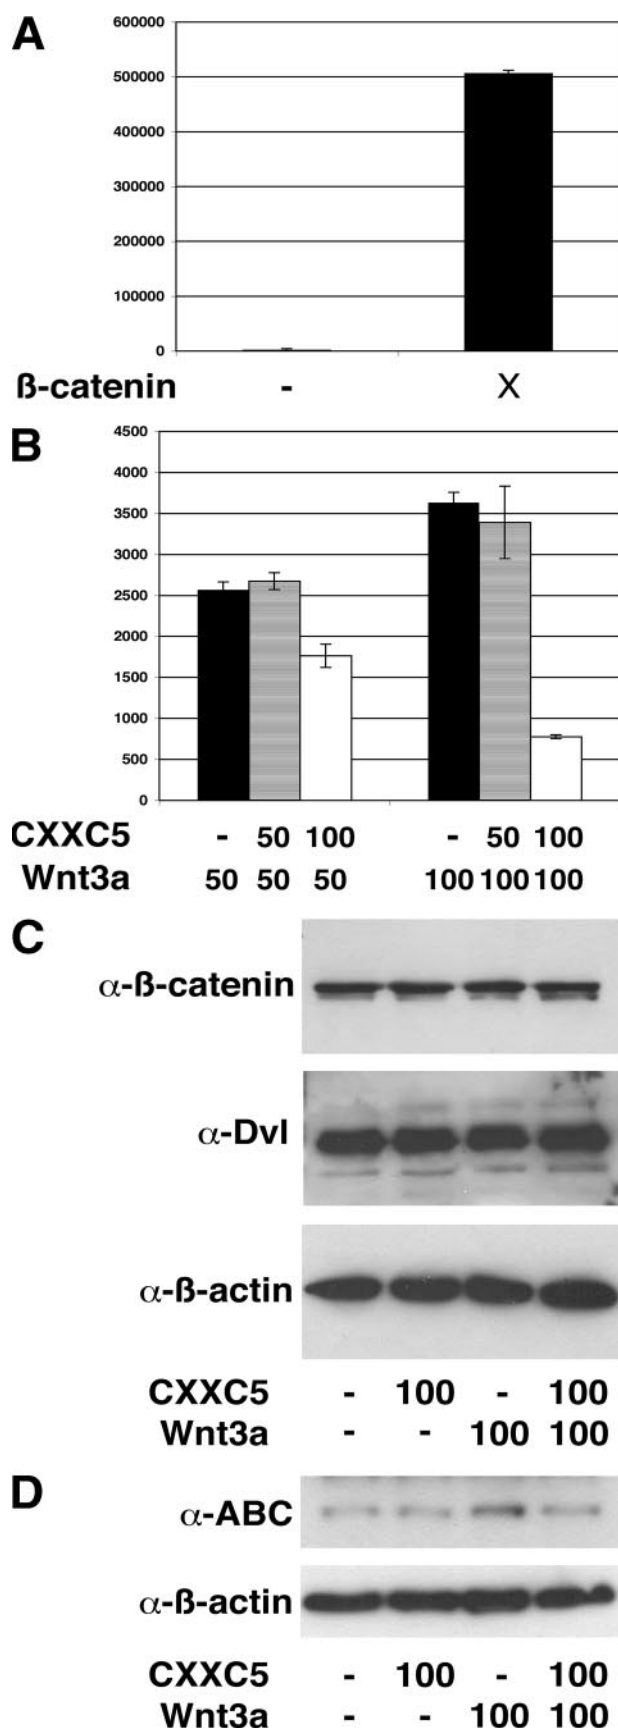 A
600000
500000
400000
300000
200000
100000
0
ß-catenin - X
B
4500
4000
3500
3000
2500
2000
1500
1000
500
0
CXXC5 - 50 100 - 50 100
Wnt3a 50 50 50 100 100 100
C
α-ß-catenin
α-Dvl
α-ß-actin
CXXC5 - 100 - 100
Wnt3a - - 100 100
D
α-ABC
α-ß-actin
CXXC5 - 100 - 100
Wnt3a - - 100 100